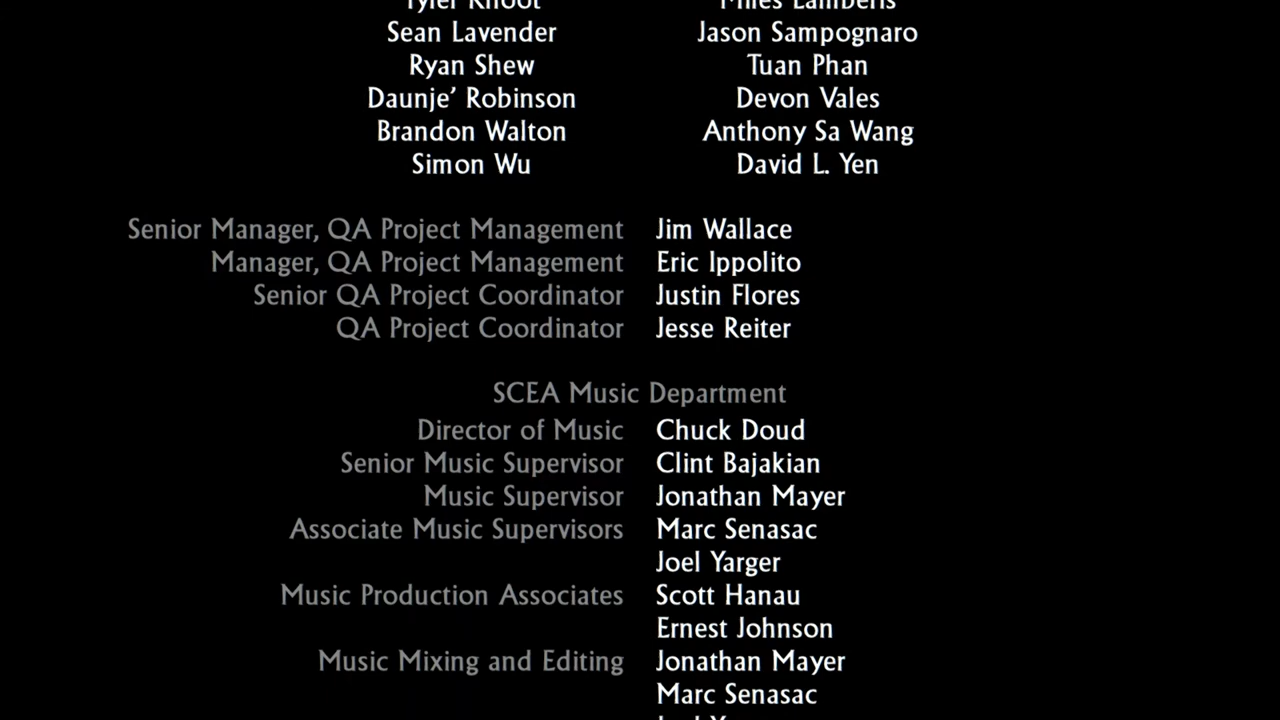 Sean Lavender Jason Sampognaro
Ryan Shew Tuan Phan
Daunje’ Robinson Devon Vales
Brandon Walton Anthony Sa Wang
Simon Wu David L. Yen
Senior Manager, QA Project Management Jim Wallace
Manager, QA Project Management Eric Ippolito
Senior QA Project Coordinator Justin Flores
QA Project Coordinator Jesse Reiter
SCEA Music Department
Director of Music Chuck Doud
Senior Music Supervisor Clint Bajakian
Music Supervisor Jonathan Mayer
Associate Music Supervisors Marc Senasac
Joel Yarger
Music Production Associates Scott Hanau
Ernest Johnson
Music Mixing and Editing Jonathan Mayer
Marc Senasac